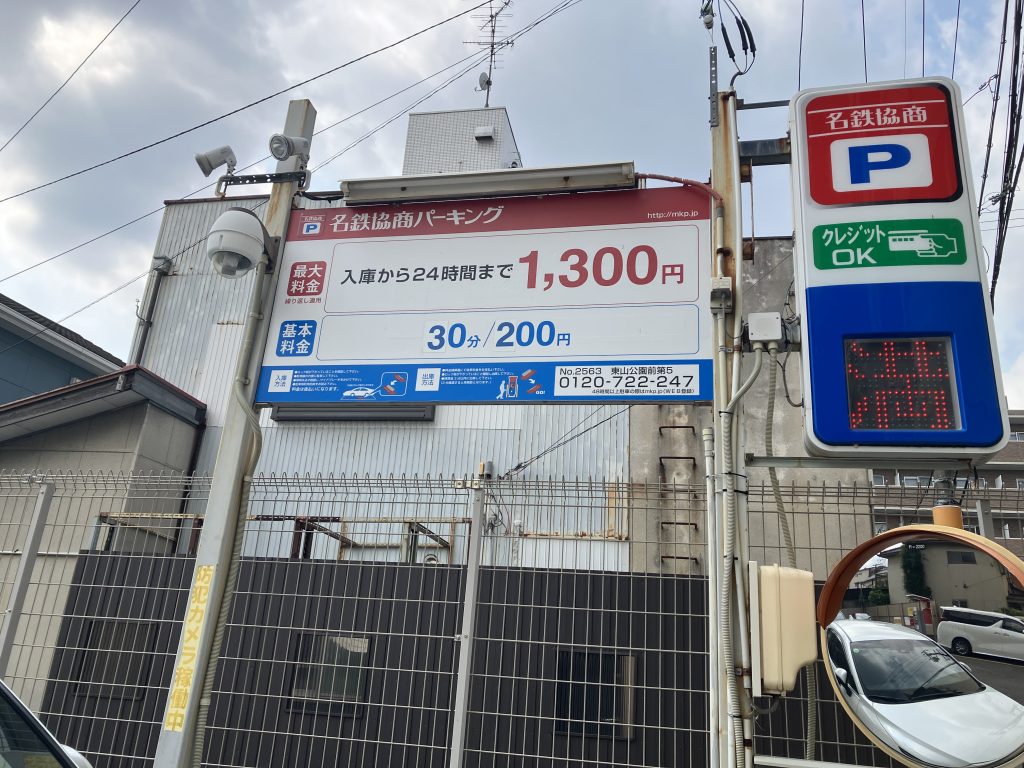 名鉄協商パーキング
http://mkp.jp
P
最大
料金
繰り返し適用
入庫から24時間まで 1,300円
基本
料金
30分/200円
入庫
方法
出庫
方法
No.2563 東山公園前第5
0120-722-247
名鉄協商
P
クレジット
OK
防犯カメラ稼働中